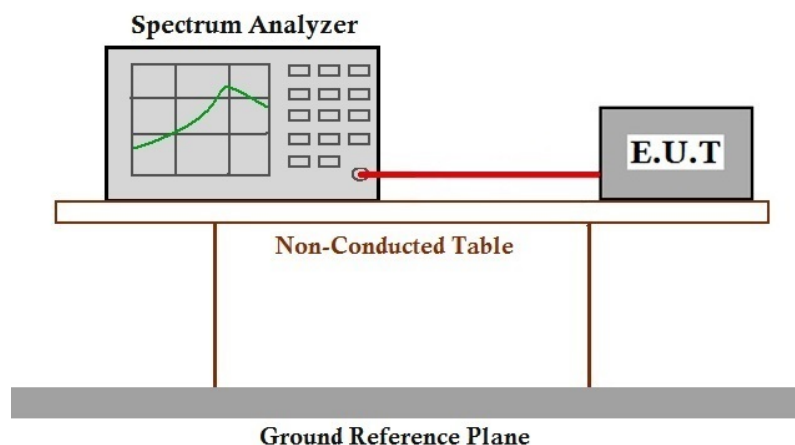 Spectrum Analyzer
E.U.T
Non-Conducted Table
Ground Reference Plane